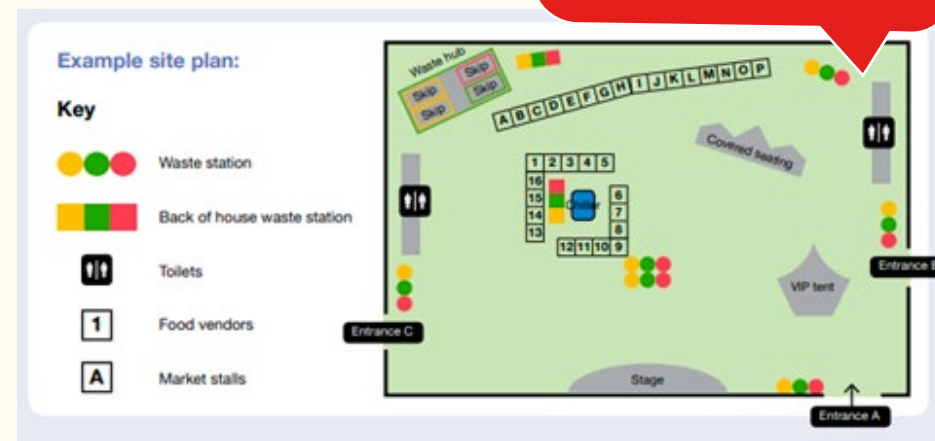 Example site plan:
Key
Waste station
Back of house waste station
Toilets
1
Food vendors
A
Market stalls
Waste hub
Skip
Skip
Skip
Skip
A B C D E F G H I J K L M N O P
Covered seating
1 2 3 4 5
16
15
14
13
Chiller
6
7
8
12 11 10 9
VIP tent
Entrance B
Entrance C
Stage
Entrance A